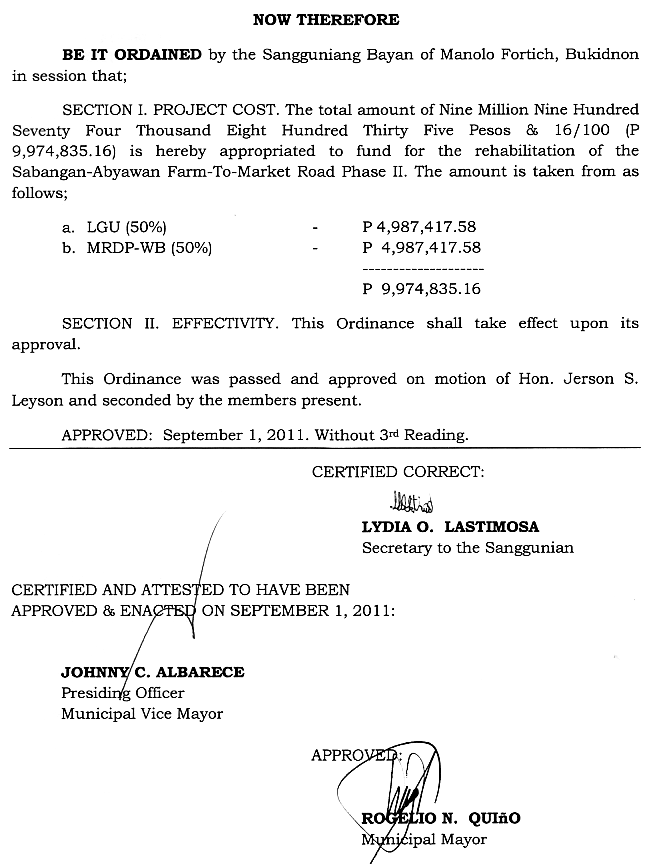 NOW THEREFORE
BE IT ORDAINED by the Sangguniang Bayan of Manolo Fortich, Bukidnon
in session that;
SECTION I. PROJECT COST. The total amount of Nine Million Nine Hundred
Seventy Four Thousand Eight Hundred Thirty Five Pesos & 16/100 (P
9,974,835.16) is hereby appropriated to fund for the rehabilitation of the
Sabangan-Abyawan Farm-To-Market Road Phase II. The amount is taken from as
follows;
a. LGU (50%) - P 4,987,417.58
b. MRDP-WB (50%) - P 4,987,417.58
--------------------
P 9,974,835.16
SECTION II. EFFECTIVITY. This Ordinance shall take effect upon its
approval.
This Ordinance was passed and approved on motion of Hon. Jerson S.
Leyson and seconded by the members present.
APPROVED: September 1, 2011. Without 3rd Reading.
CERTIFIED CORRECT:
LYDIA O. LASTIMOSA
Secretary to the Sanggunian
CERTIFIED AND ATTESTED TO HAVE BEEN
APPROVED & ENACTED ON SEPTEMBER 1, 2011:
JOHNNY C. ALBARECE
Presiding Officer
Municipal Vice Mayor
APPROVED:
ROGELIO N. QUIñO
Municipal Mayor